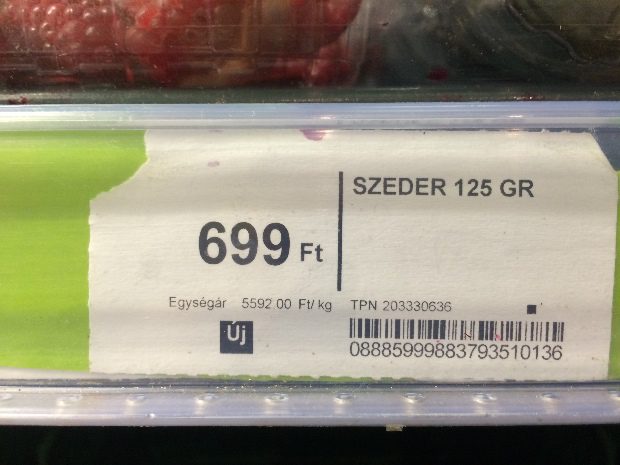 SZEDER 125 GR
699 Ft
Egységár 5592.00 Ft/kg TPN 203330636
Új
08885999883793510136